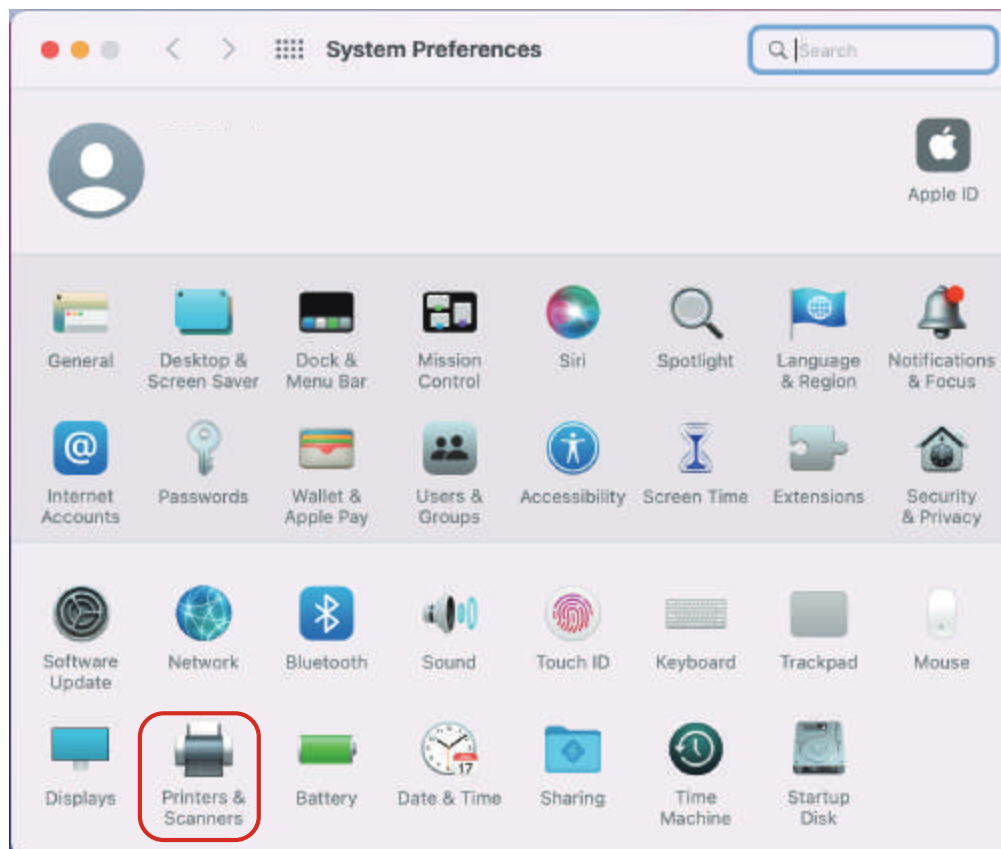 System Preferences
Search
Apple ID
General
Desktop &
Screen Saver
Dock &
Menu Bar
Mission
Control
Siri
Spotlight
Language
& Region
Notifications
& Focus
@
Internet
Accounts
Passwords
Wallet &
Apple Pay
Users &
Groups
Accessibility
Screen Time
Extensions
Security
& Privacy
Software
Update
Network
Bluetooth
Sound
Touch ID
Keyboard
Trackpad
Mouse
Displays
Printers &
Scanners
Battery
17
Date & Time
Sharing
Time
Machine
Startup
Disk